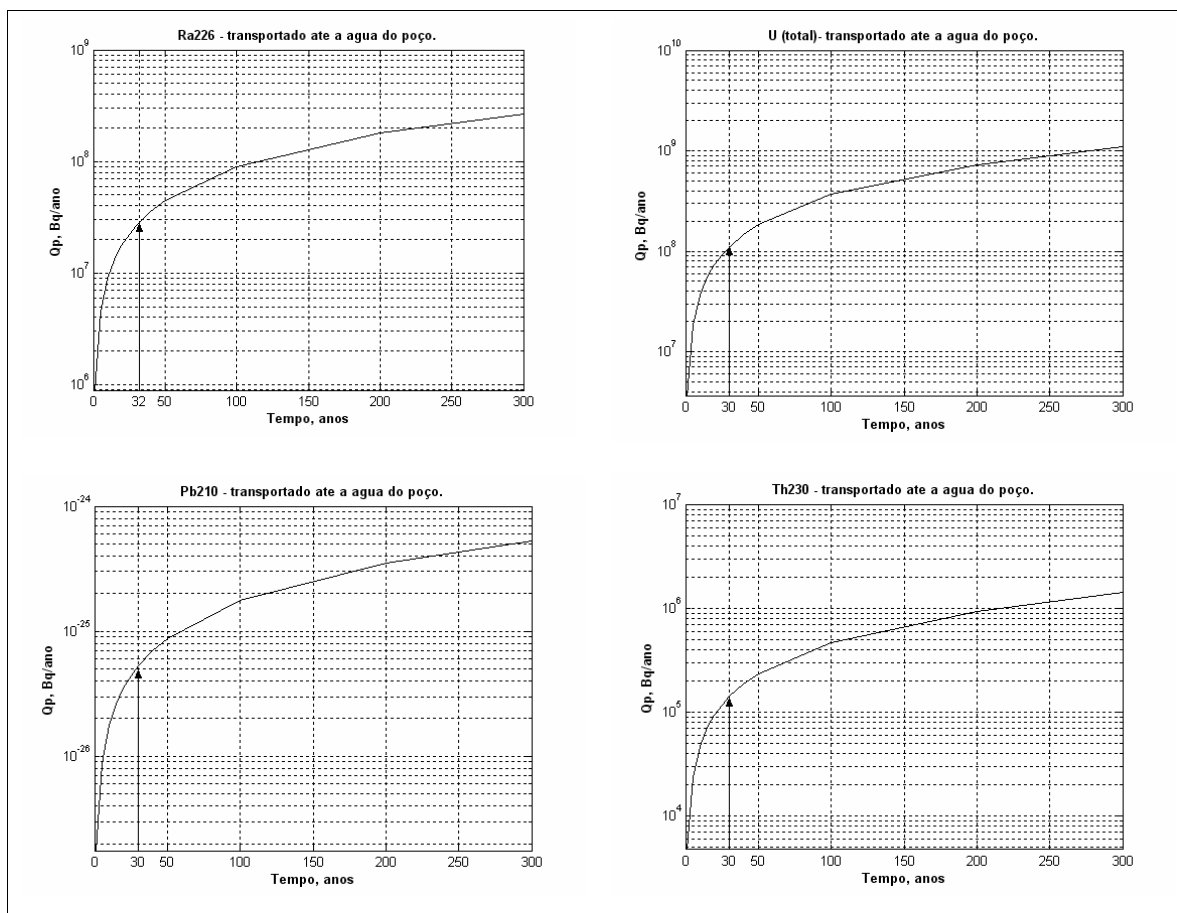 Ra226 - transportado ate a agua do poço.
10^9
10^8
10^7
10^6
Qp, Bq/ano
0 32 50 100 150 200 250 300
Tempo, anos
U (total)- transportado ate a agua do poço.
10^10
10^9
10^8
10^7
Qp, Bq/ano
0 30 50 100 150 200 250 300
Tempo, anos
Pb210 - transportado ate a agua do poço.
10^-24
10^-25
10^-26
Qp, Bq/ano
0 30 50 100 150 200 250 300
Tempo, anos
Th230 - transportado ate a agua do poço.
10^7
10^6
10^5
10^4
Qp, Bq/ano
0 30 50 100 150 200 250 300
Tempo, anos